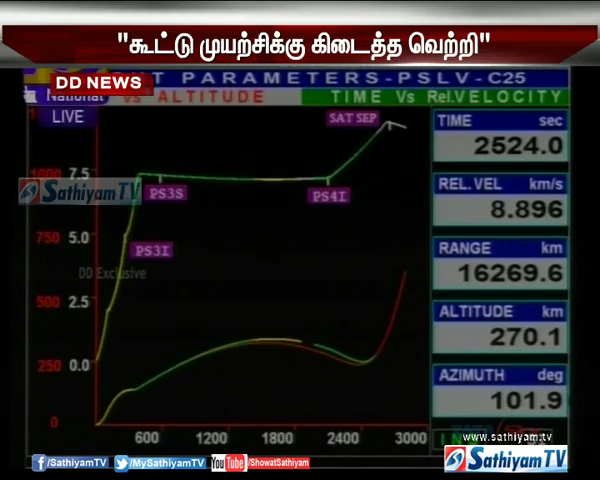 "கூட்டு முயற்சிக்கு கிடைத்த வெற்றி"
DD NEWS
PARAMETERS-PSLV-C25
National
Vs ALTITUDE
TIME Vs Rel.VELOCITY
LIVE
SAT SEP
TIME sec
2524.0
1000 7.5
Sathiyam TV
PS3S
PS4I
REL.VEL km/s
8.896
750 5.0
PS3I
RANGE km
16269.6
DD Exclusive
500 2.5
ALTITUDE km
270.1
250 0.0
AZIMUTH deg
101.9
0
600 1200 1800 2400 3000
www.sathiyam.tv
/SathiyamTV
/MySathiyamTV
You Tube /ShowatSathiyam
Sathiyam TV